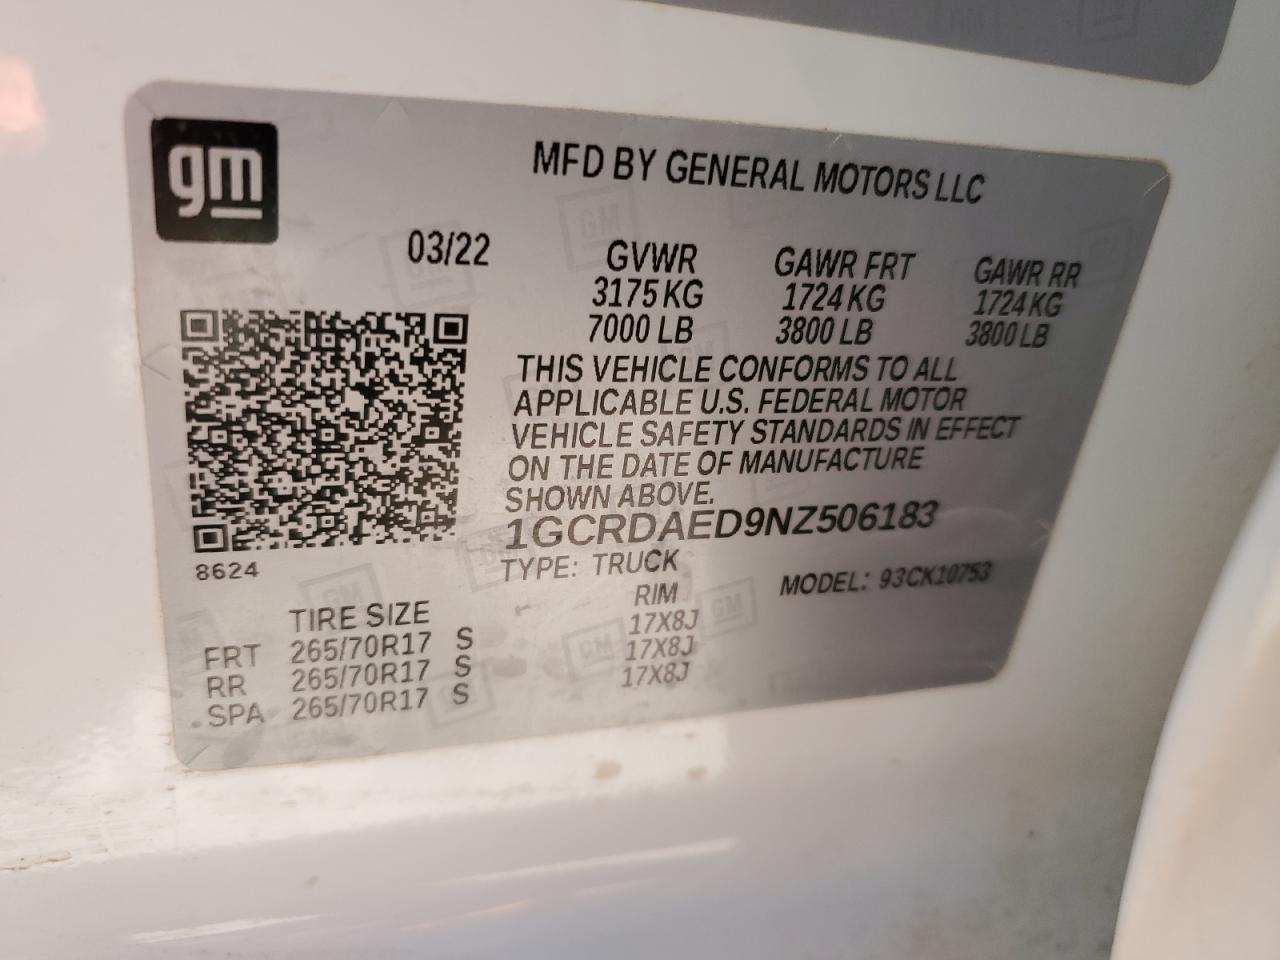 gm
MFD BY GENERAL MOTORS LLC
03/22 GVWR GAWR FRT GAWR RR
3175 KG 1724 KG 1724 KG
7000 LB 3800 LB 3800 LB
THIS VEHICLE CONFORMS TO ALL
APPLICABLE U.S. FEDERAL MOTOR
VEHICLE SAFETY STANDARDS IN EFFECT
ON THE DATE OF MANUFACTURE
SHOWN ABOVE.
1GCRDAED9NZ506183
8624
TYPE: TRUCK MODEL: 93CK10753
TIRE SIZE RIM
FRT 265/70R17 S 17X8J
RR 265/70R17 S 17X8J
SPA 265/70R17 S 17X8J